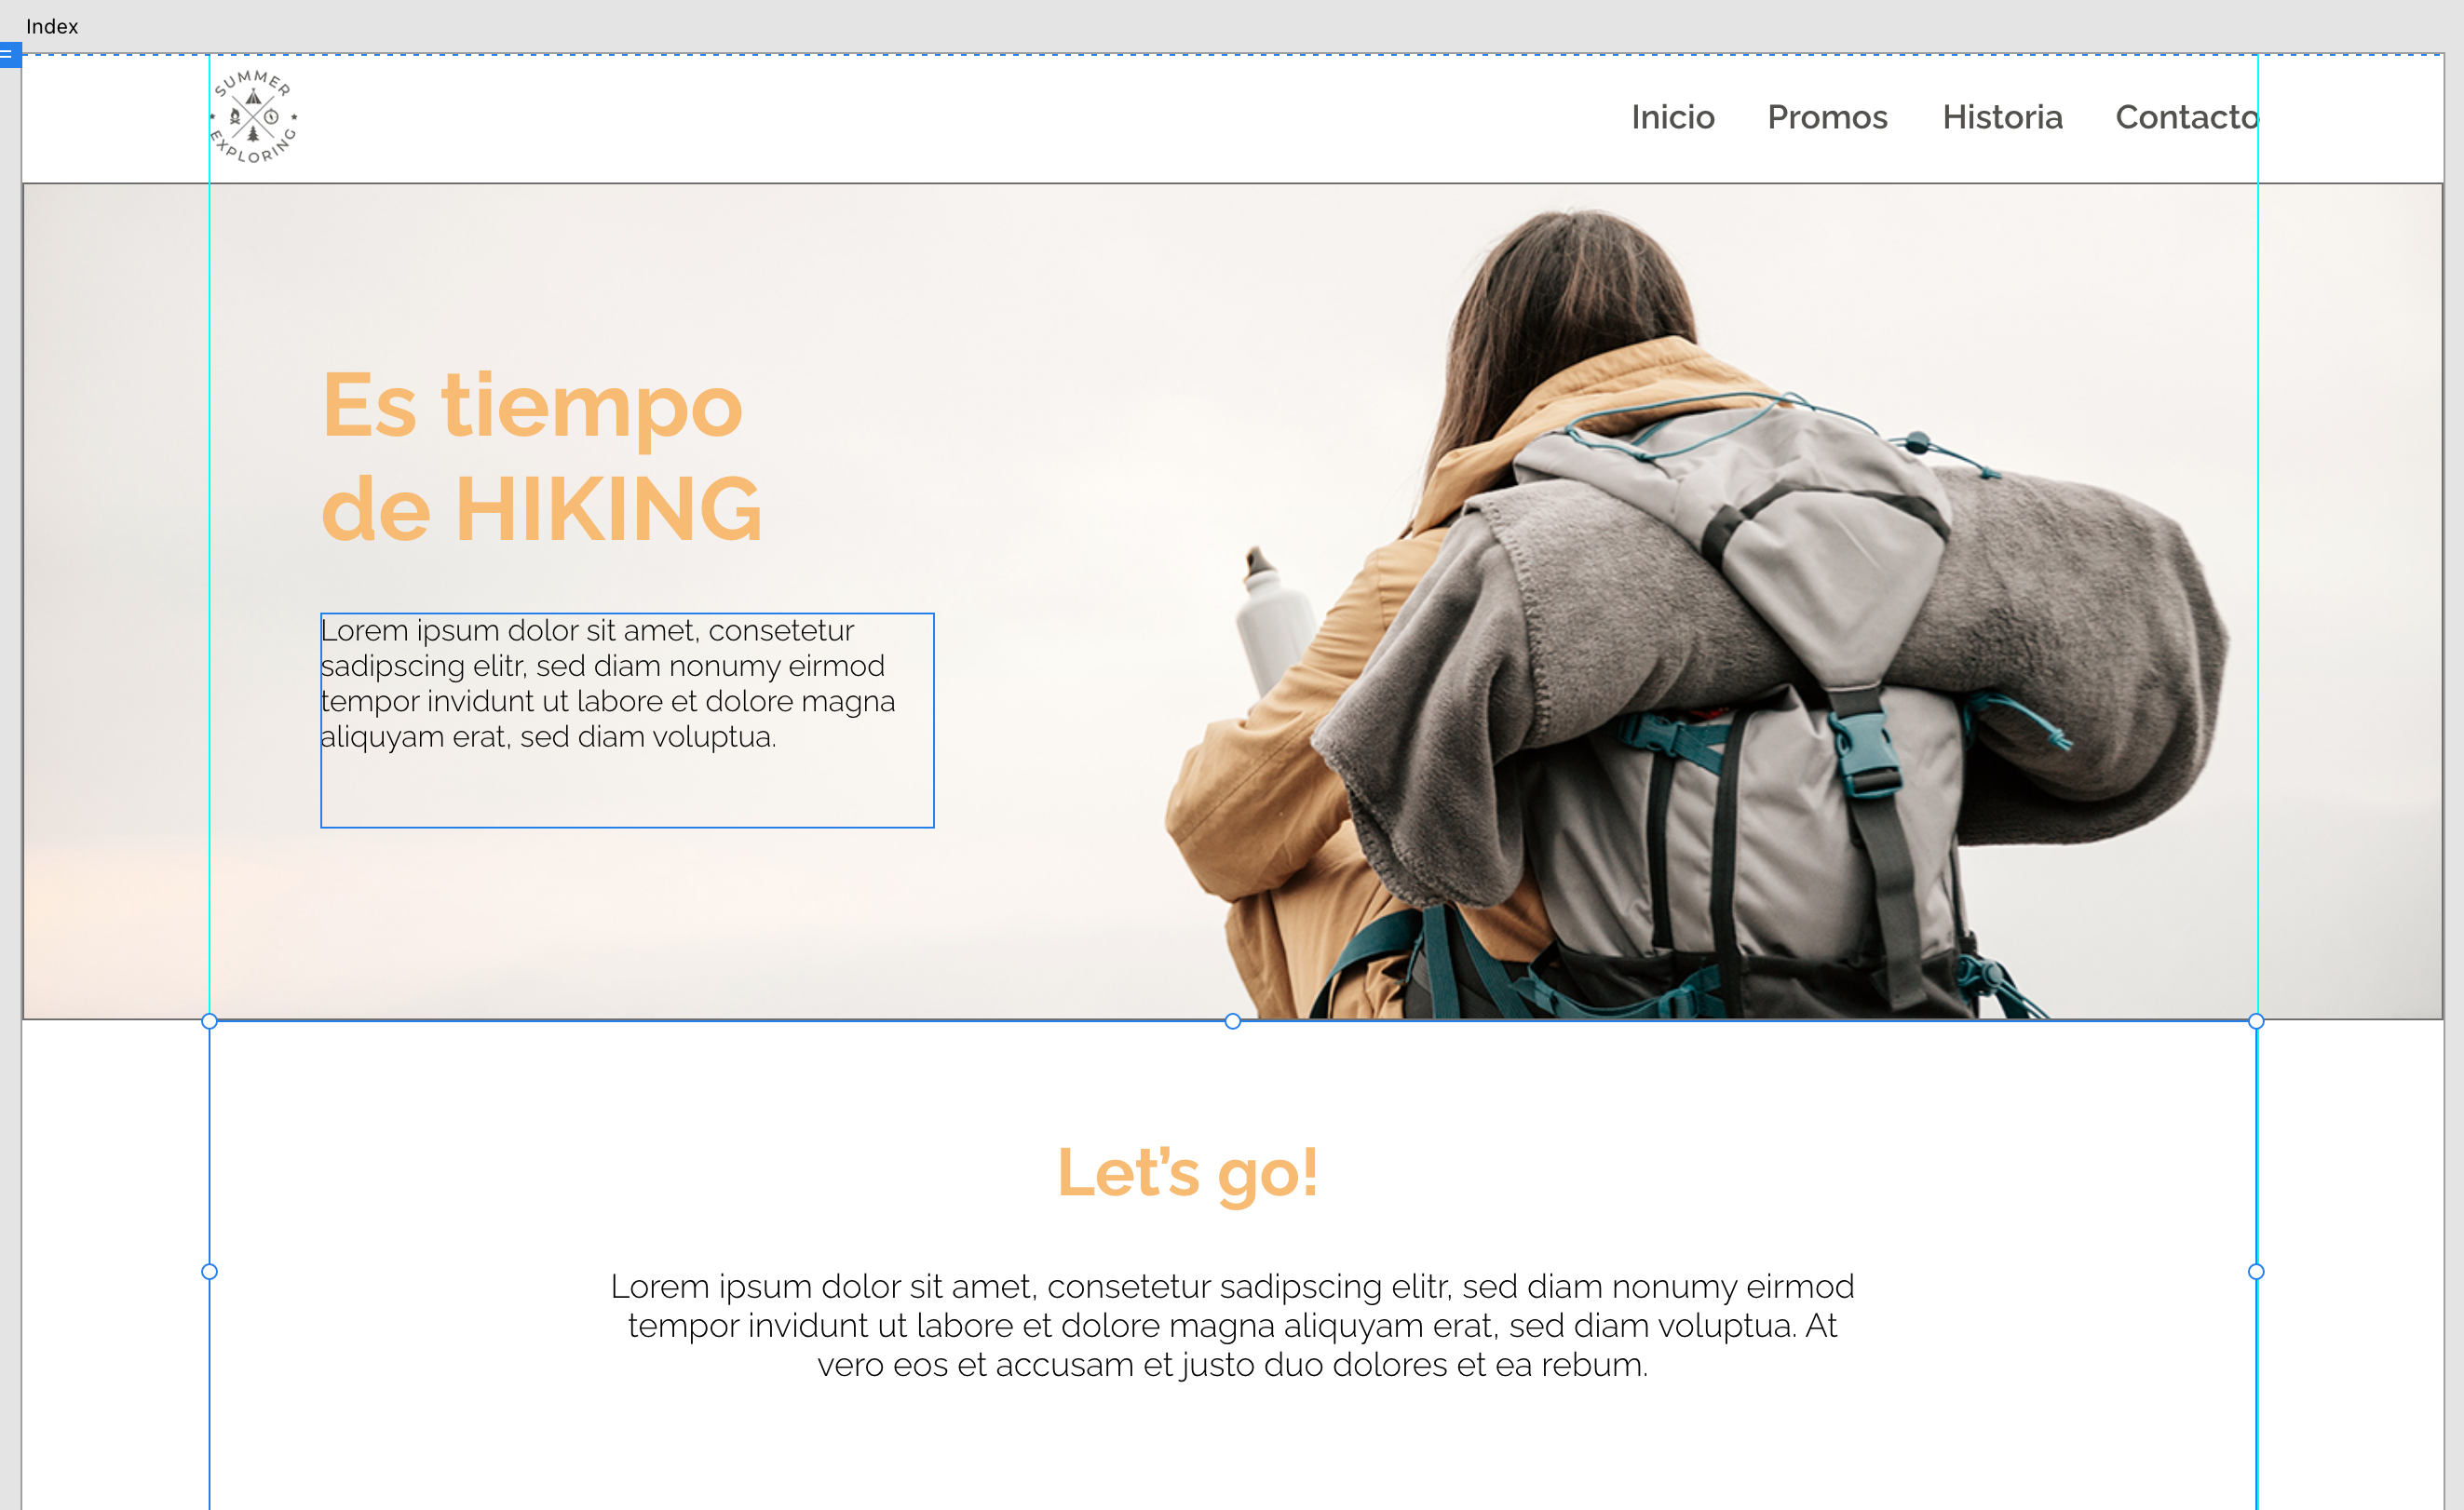 Index
SUMMER
EXPLORING
Inicio Promos Historia Contacto
Es tiempo
de HIKING
Lorem ipsum dolor sit amet, consetetur
sadipscing elitr, sed diam nonumy eirmod
tempor invidunt ut labore et dolore magna
aliquyam erat, sed diam voluptua.
Let’s go!
Lorem ipsum dolor sit amet, consetetur sadipscing elitr, sed diam nonumy eirmod
tempor invidunt ut labore et dolore magna aliquyam erat, sed diam voluptua. At
vero eos et accusam et justo duo dolores et ea rebum.